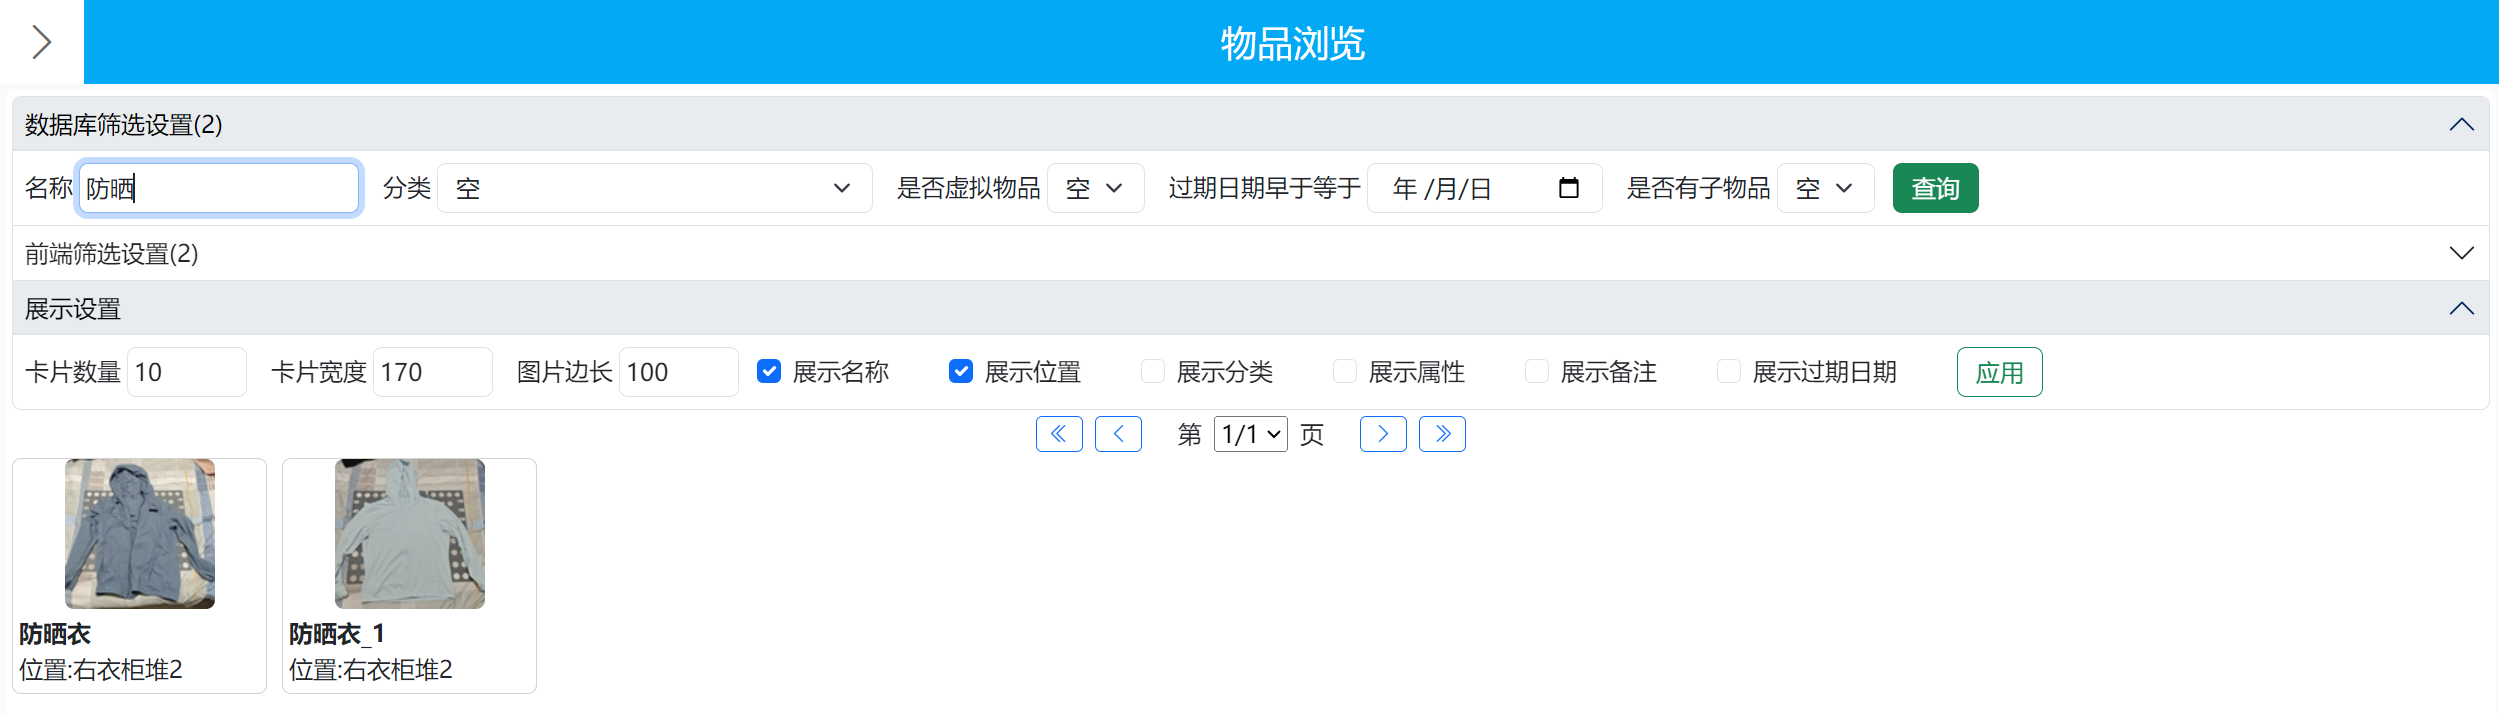 物品浏览
数据库筛选设置(2)
名称 防晒 分类 空 是否虚拟物品 空 过期日期早于等于 年 /月/日 是否有子物品 空 查询
前端筛选设置(2)
展示设置
卡片数量 10 卡片宽度 170 图片边长 100 展示名称 展示位置 展示分类 展示属性 展示备注 展示过期日期 应用
第 1/1 页
防晒衣 防晒衣_1
位置:右衣柜堆2 位置:右衣柜堆2